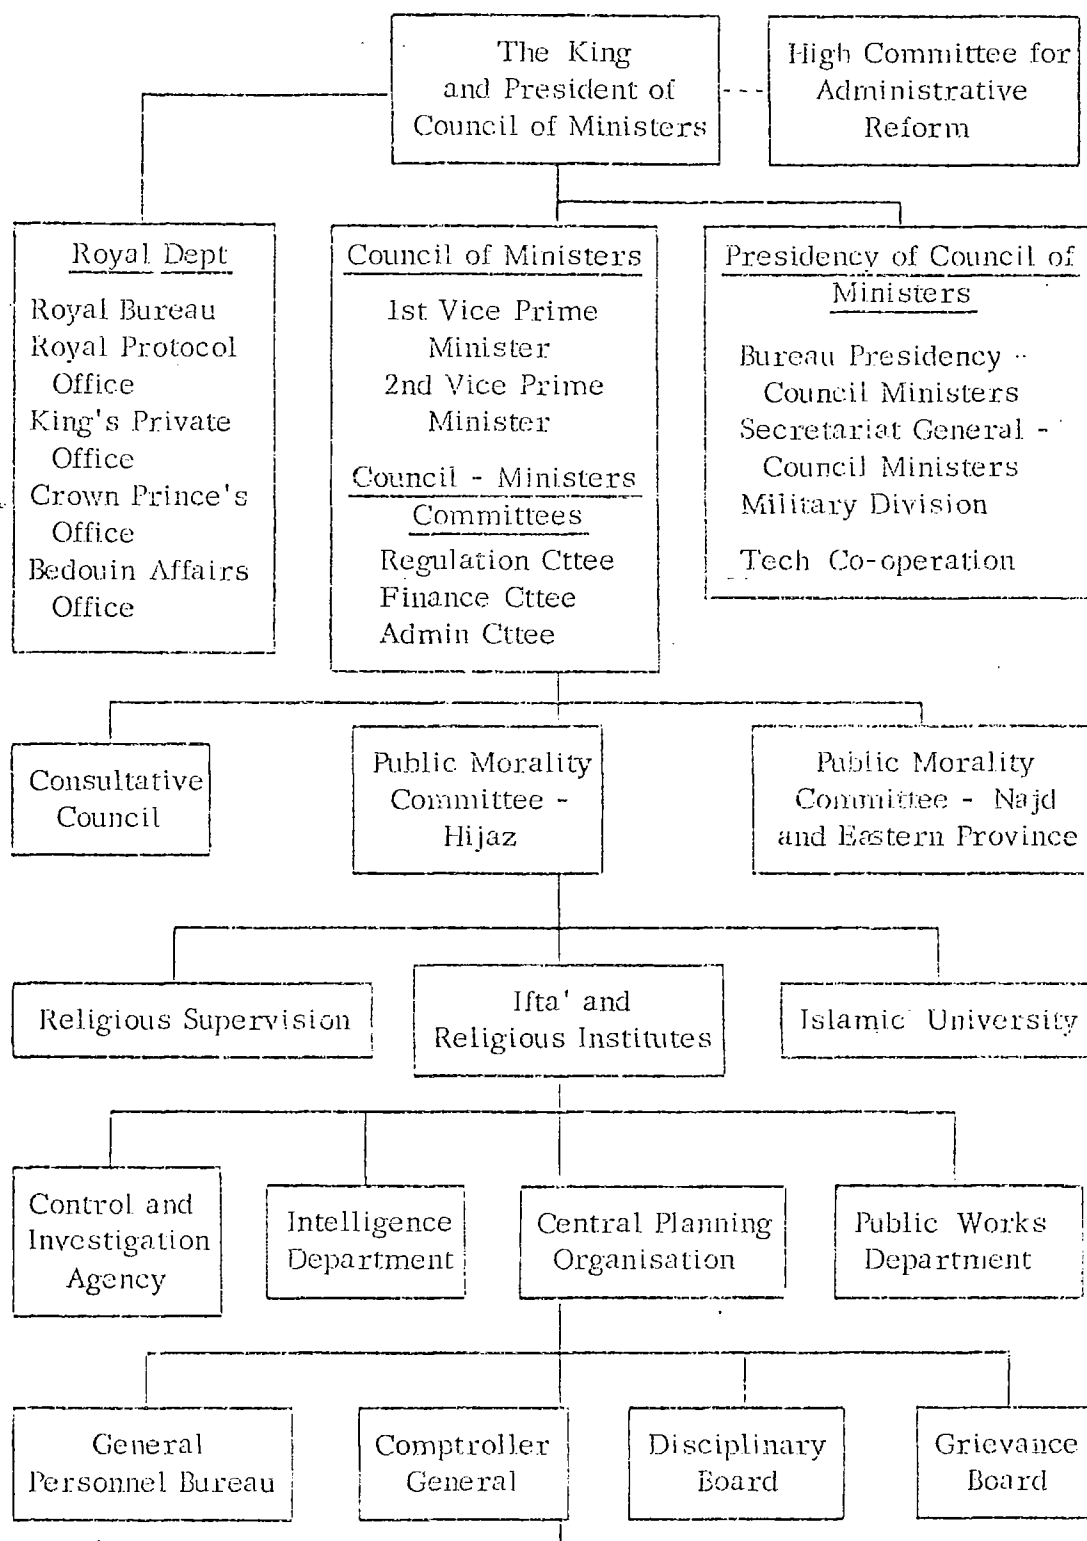 The King
and President of
Council of Ministers
High Committee for
Administrative
Reform
Royal Dept
Royal Bureau
Royal Protocol
Office
King's Private
Office
Crown Prince's
Office
Bedouin Affairs
Office
Council of Ministers
1st Vice Prime
Minister
2nd Vice Prime
Minister
Council - Ministers
Committees
Regulation Cttee
Finance Cttee
Admin Cttee
Presidency of Council of
Ministers
Bureau Presidency -
Council Ministers
Secretariat General -
Council Ministers
Military Division
Tech Co-operation
Consultative
Council
Public Morality
Committee -
Hijaz
Public Morality
Committee - Najd
and Eastern Province
Religious Supervision
Ifta' and
Religious Institutes
Islamic University
Control and
Investigation
Agency
Intelligence
Department
Central Planning
Organisation
Public Works
Department
General
Personnel Bureau
Comptroller
General
Disciplinary
Board
Grievance
Board